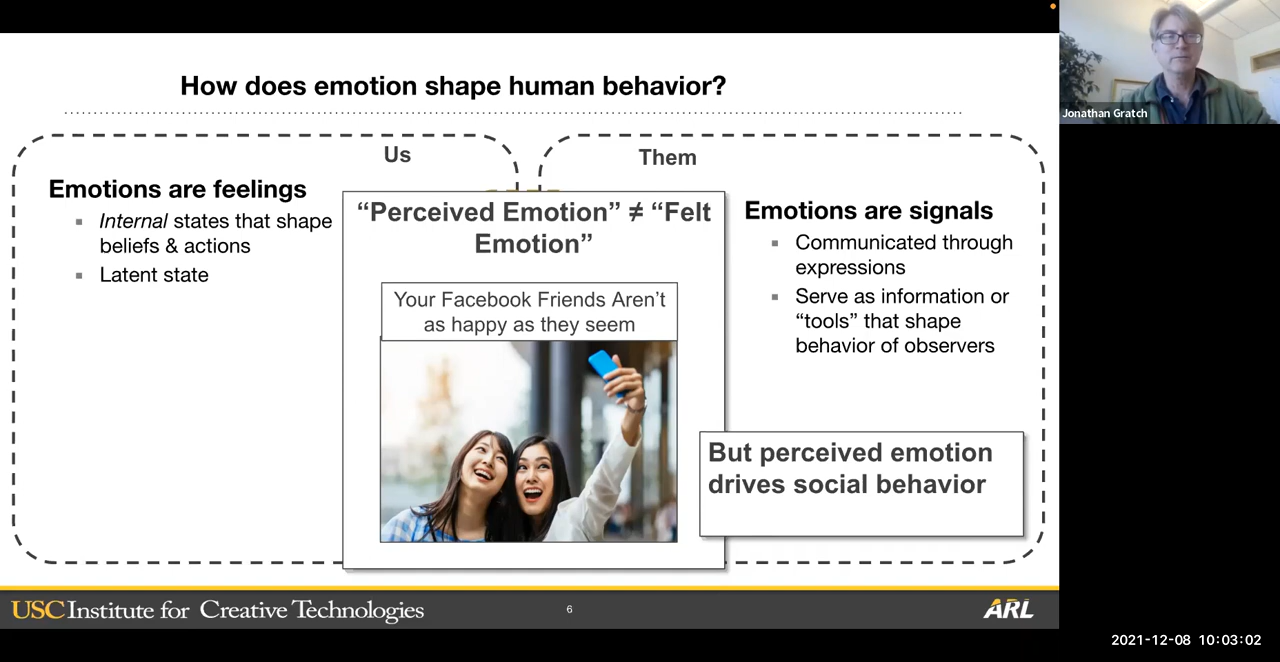 How does emotion shape human behavior?
Us
Emotions are feelings
Internal states that shape
beliefs & actions
Latent state
"Perceived Emotion" ≠ "Felt
Emotion"
Your Facebook Friends Aren't
as happy as they seem
Them
Emotions are signals
Communicated through
expressions
Serve as information or
"tools" that shape
behavior of observers
But perceived emotion
drives social behavior
USC Institute for Creative Technologies
6
ARL
Jonathan Gratch
2021-12-08 10:03:02